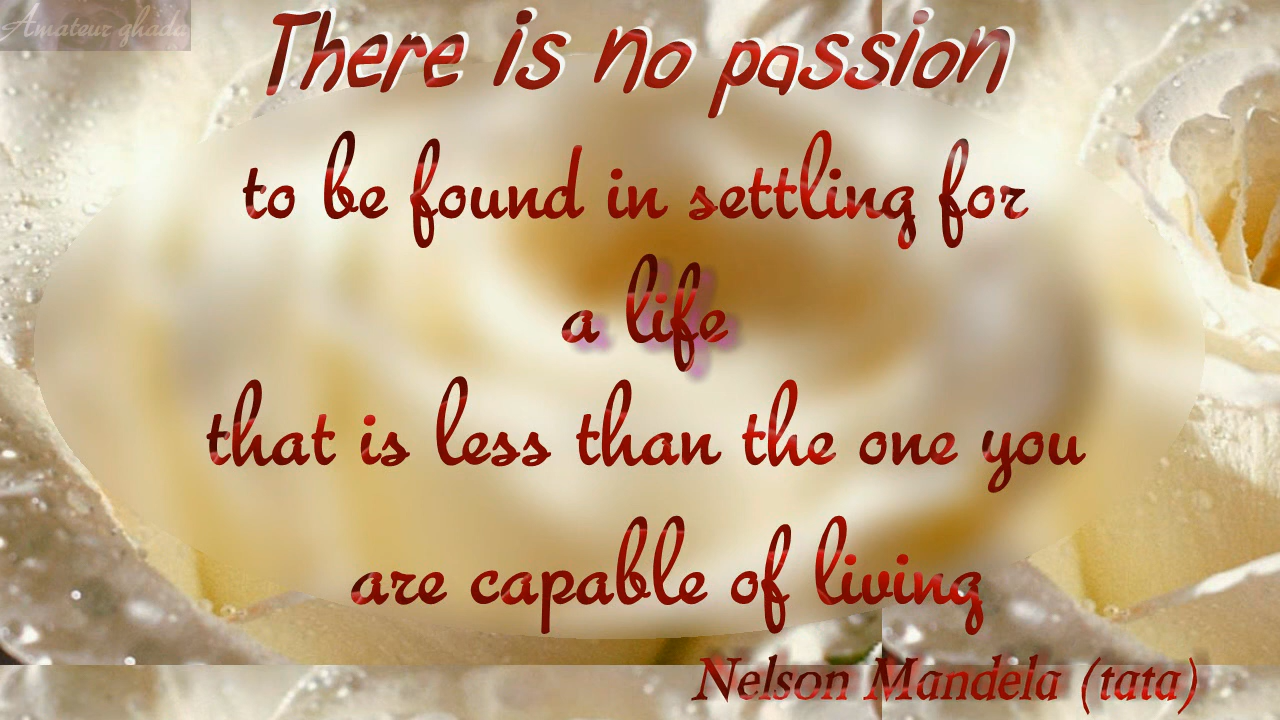 Amateur ghada
There is no passion
to be found in settling for
a life
that is less than the one you
are capable of living
Nelson Mandela (tata)